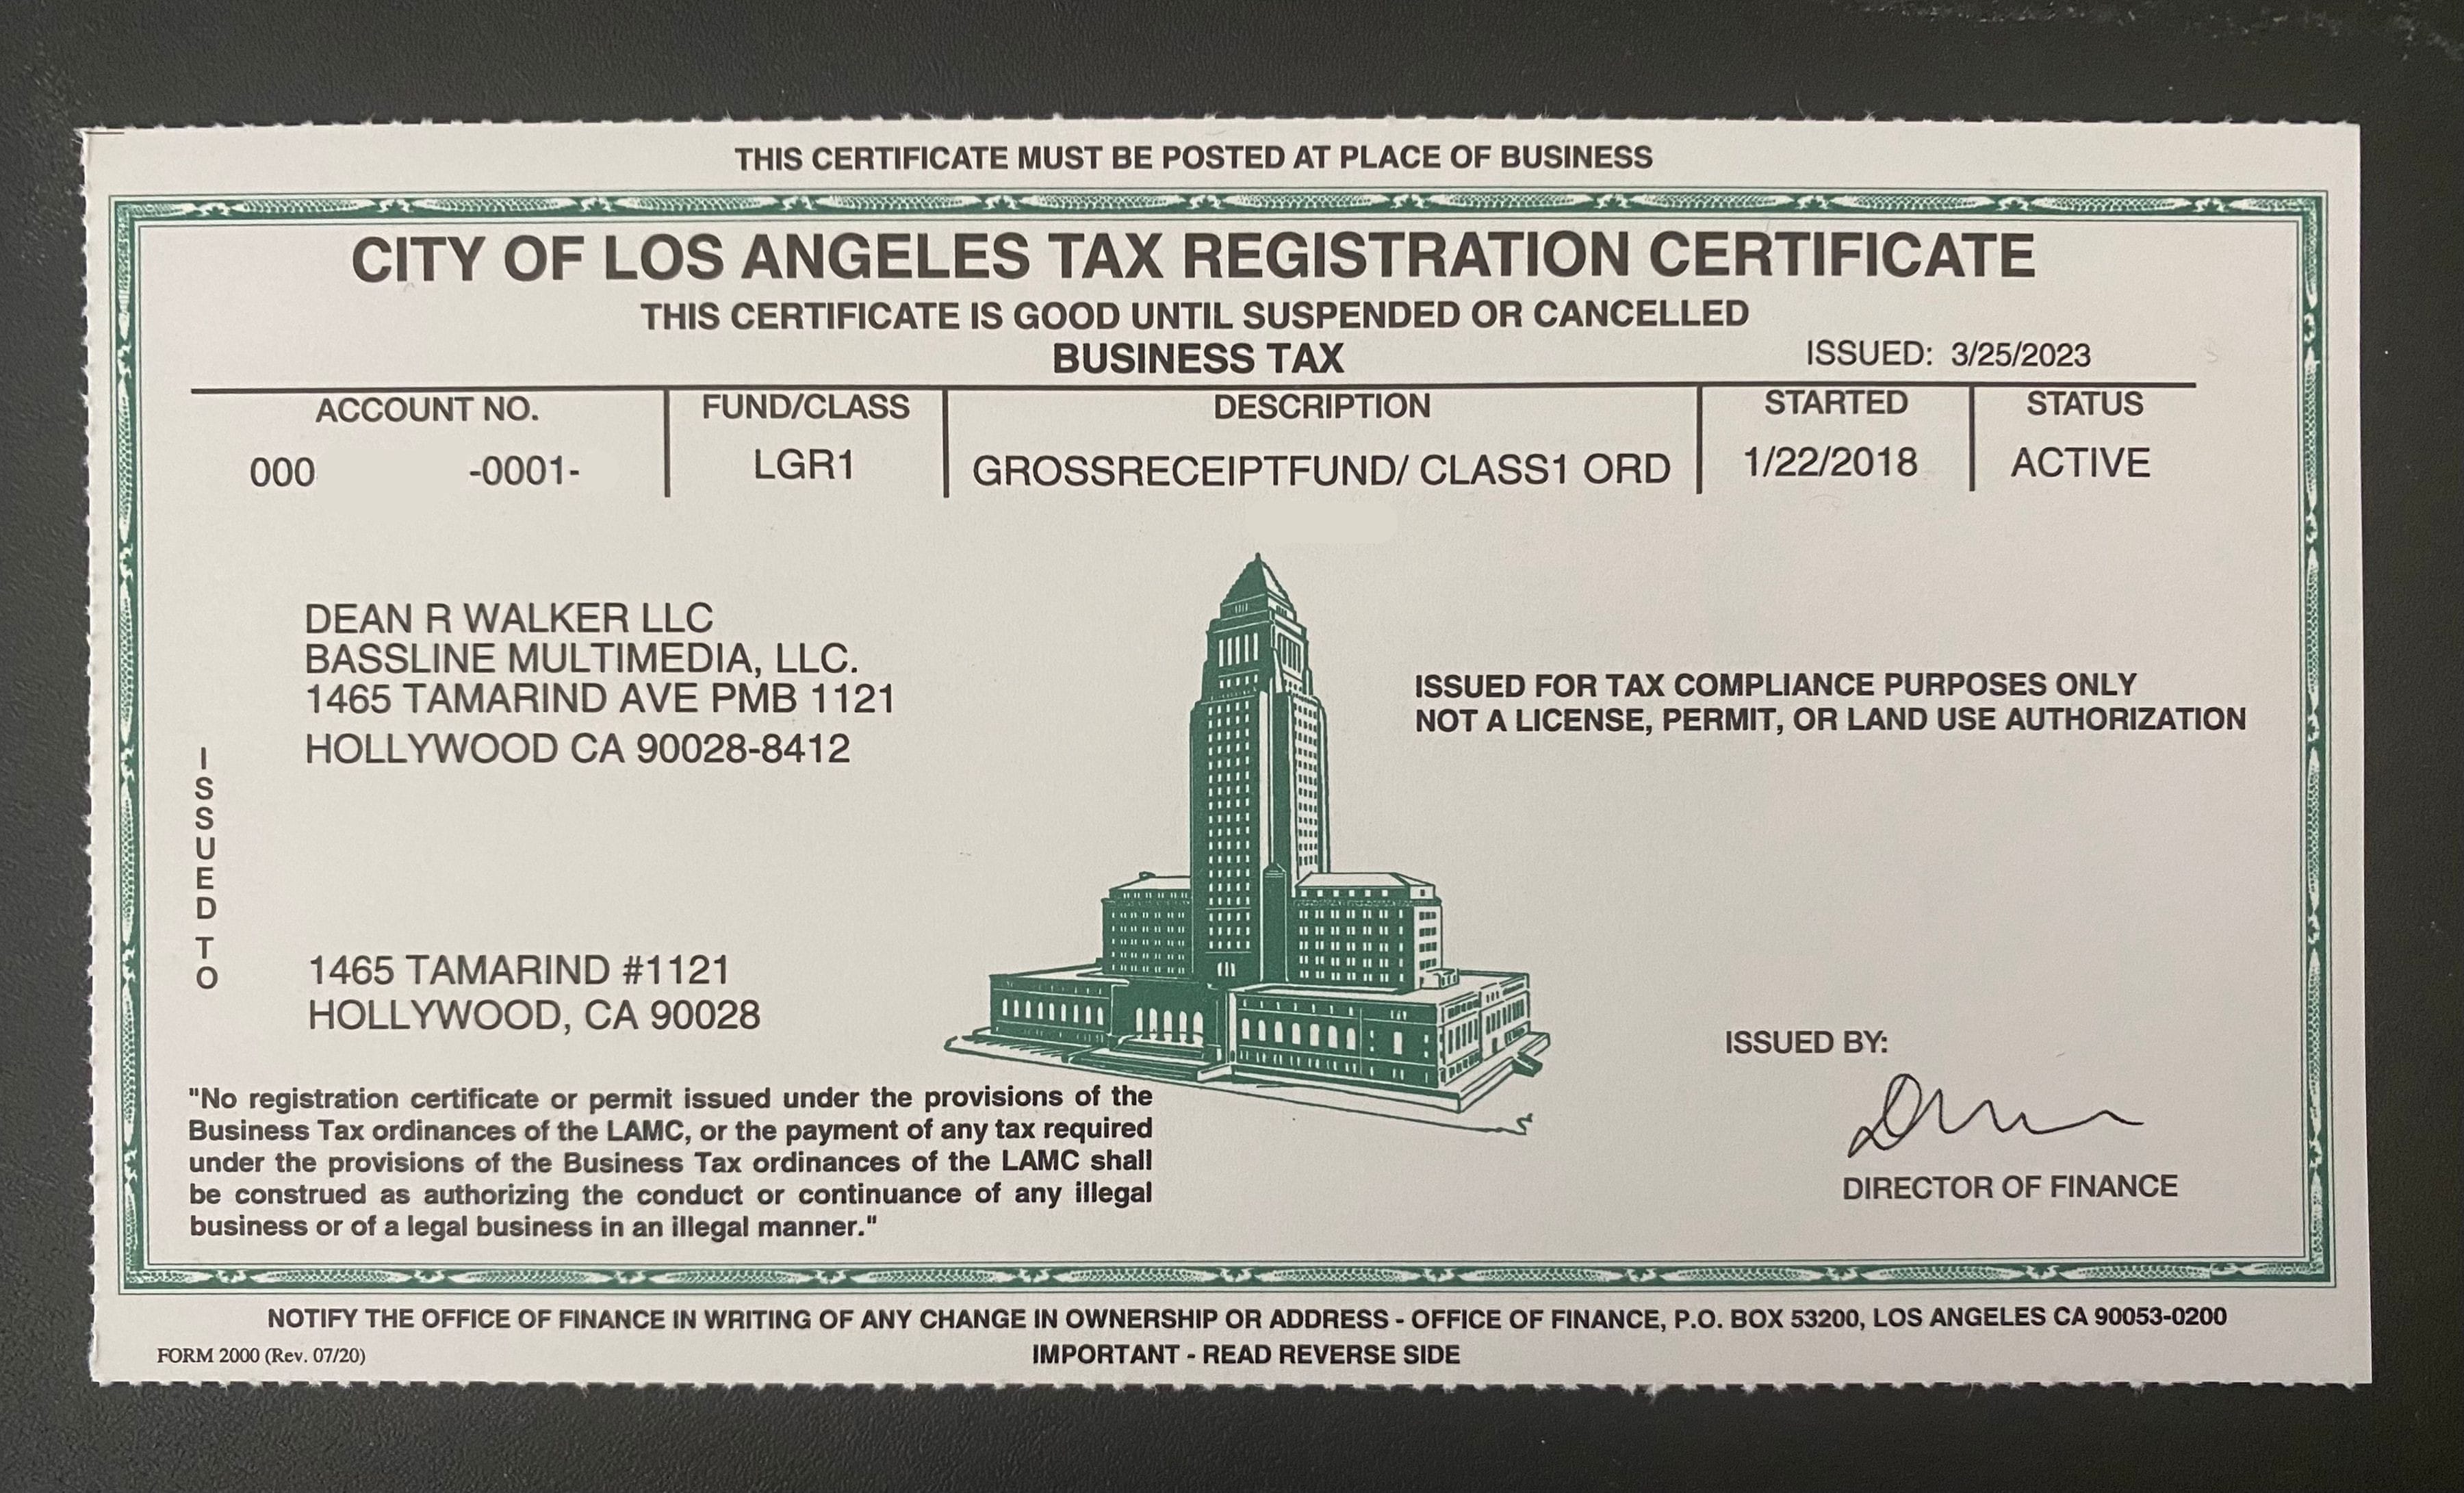 THIS CERTIFICATE MUST BE POSTED AT PLACE OF BUSINESS
CITY OF LOS ANGELES TAX REGISTRATION CERTIFICATE
THIS CERTIFICATE IS GOOD UNTIL SUSPENDED OR CANCELLED
BUSINESS TAX
ISSUED: 3/25/2023
ACCOUNT NO. FUND/CLASS DESCRIPTION STARTED STATUS
000 -0001- LGR1 GROSSRECEIPTFUND/ CLASS1 ORD 1/22/2018 ACTIVE
ISSUED TO
DEAN R WALKER LLC
BASSLINE MULTIMEDIA, LLC.
1465 TAMARIND AVE PMB 1121
HOLLYWOOD CA 90028-8412
ISSUED FOR TAX COMPLIANCE PURPOSES ONLY
NOT A LICENSE, PERMIT, OR LAND USE AUTHORIZATION
1465 TAMARIND #1121
HOLLYWOOD, CA 90028
"No registration certificate or permit issued under the provisions of the
Business Tax ordinances of the LAMC, or the payment of any tax required
under the provisions of the Business Tax ordinances of the LAMC shall
be construed as authorizing the conduct or continuance of any illegal
business or of a legal business in an illegal manner."
ISSUED BY:
DIRECTOR OF FINANCE
NOTIFY THE OFFICE OF FINANCE IN WRITING OF ANY CHANGE IN OWNERSHIP OR ADDRESS - OFFICE OF FINANCE, P.O. BOX 53200, LOS ANGELES CA 90053-0200
FORM 2000 (Rev. 07/20)
IMPORTANT - READ REVERSE SIDE